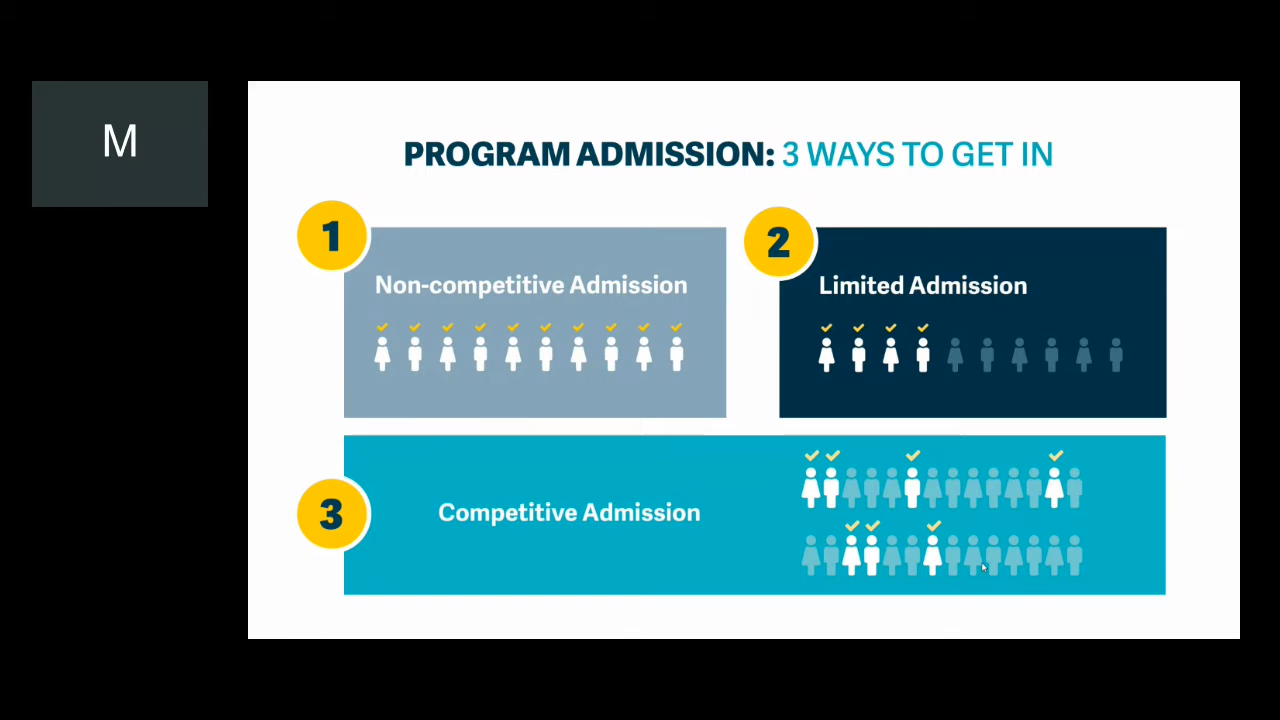 M
PROGRAM ADMISSION: 3 WAYS TO GET IN
1
Non-competitive Admission
2
Limited Admission
3
Competitive Admission